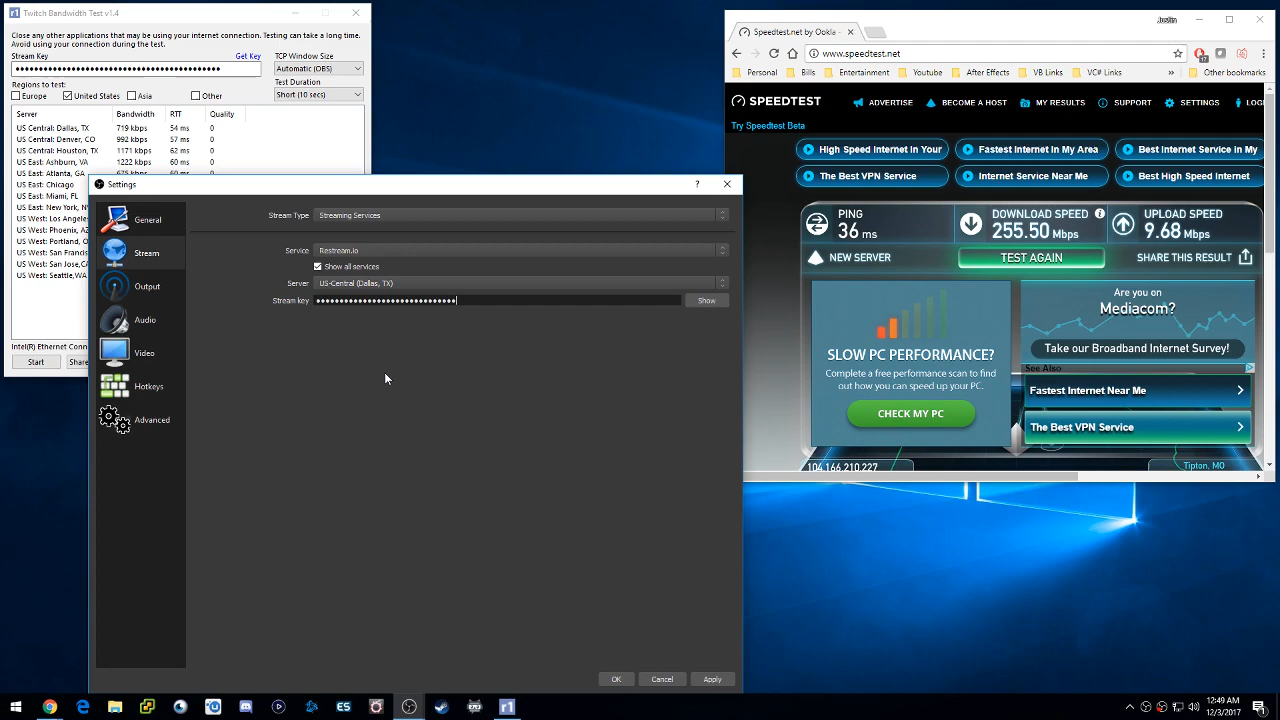 Twitch Bandwidth Test v1.4
Close any other applications that may be using your internet connection. Testing can take a long time.
Avoid using your connection during the test.
Stream Key
Get Key
TCP Window Size
••••••••••••••••••••••••••••••••••••••••••••
Automatic (OBS)
Regions to test:
Test Duration
Europe
United States
Asia
Other
Short (10 secs)
Server Bandwidth RTT Quality
US Central: Dallas, TX 719 kbps 54 ms 0
US Central: Denver, CO 992 kbps 57 ms 0
US Central: Houston, TX 1171 kbps 62 ms 0
US East: Ashburn, VA 1222 kbps 60 ms 0
US East: Atlanta, GA 675 kbps 60 ms 0
US East: Chicago
US East: Miami, FL
US East: New York, N
US West: Los Angeles
US West: Phoenix, A
US West: Portland, O
US West: San Francis
US West: San Jose,
US West: Seattle,WA
Intel(R) Ethernet Conn
Start
Share
Settings
?
General
Stream
Output
Audio
Video
Hotkeys
Advanced
Stream Type Streaming Services
Service Restream.io
Show all services
Server US-Central (Dallas, TX)
Stream key ••••••••••••••••••••••••••••••••
Show
OK
Cancel
Apply
Justin
Speedtest.net by Ookla -
www.speedtest.net
Personal
Bills
Entertainment
Youtube
After Effects
VB Links
VC# Links
»
Other bookmarks
SPEEDTEST
ADVERTISE
BECOME A HOST
MY RESULTS
SUPPORT
SETTINGS
Try Speedtest Beta
High Speed Internet in Your
Fastest Internet In My Area
Best Internet Service in My
The Best VPN Service
Internet Service Near Me
Best High Speed Internet
PING
36 ms
DOWNLOAD SPEED
255.50 Mbps
UPLOAD SPEED
9.68 Mbps
NEW SERVER
TEST AGAIN
SHARE THIS RESULT
SLOW PC PERFORMANCE?
Complete a free performance scan to find
out how you can speed up your PC.
CHECK MY PC
Are you on
Mediacom?
Take our Broadband Internet Survey!
See Also
Fastest Internet Near Me
The Best VPN Service
104.166.210.227
Tipton, MO
ES
12:49 AM
12/3/2017